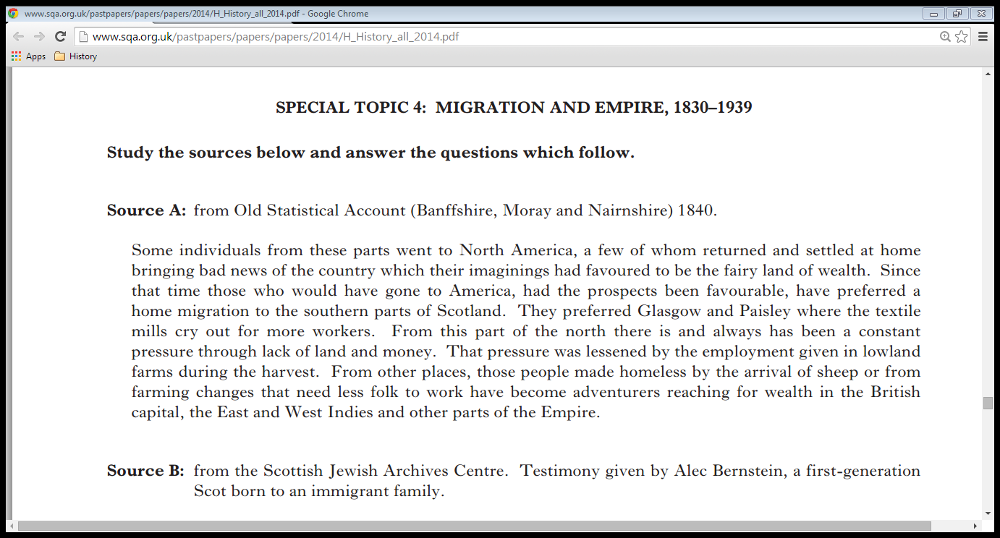 www.sqa.org.uk/pastpapers/papers/papers/2014/H_History_all_2014.pdf - Google Chrome
www.sqa.org.uk/pastpapers/papers/papers/2014/H_History_all_2014.pdf
Apps History
SPECIAL TOPIC 4: MIGRATION AND EMPIRE, 1830–1939
Study the sources below and answer the questions which follow.
Source A: from Old Statistical Account (Banffshire, Moray and Nairnshire) 1840.
Some individuals from these parts went to North America, a few of whom returned and settled at home
bringing bad news of the country which their imaginings had favoured to be the fairy land of wealth. Since
that time those who would have gone to America, had the prospects been favourable, have preferred a
home migration to the southern parts of Scotland. They preferred Glasgow and Paisley where the textile
mills cry out for more workers. From this part of the north there is and always has been a constant
pressure through lack of land and money. That pressure was lessened by the employment given in lowland
farms during the harvest. From other places, those people made homeless by the arrival of sheep or from
farming changes that need less folk to work have become adventurers reaching for wealth in the British
capital, the East and West Indies and other parts of the Empire.
Source B: from the Scottish Jewish Archives Centre. Testimony given by Alec Bernstein, a first-generation
Scot born to an immigrant family.